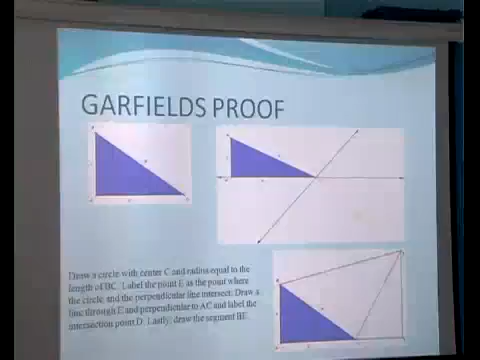 GARFIELDS PROOF
Draw a circle with center C and radius equal to the
length of BC. Label the point E as the point where
the circle and the perpendicular line intersect. Draw a
line through E and perpendicular to AC and label the
intersection point D. Lastly, draw the segment BE.